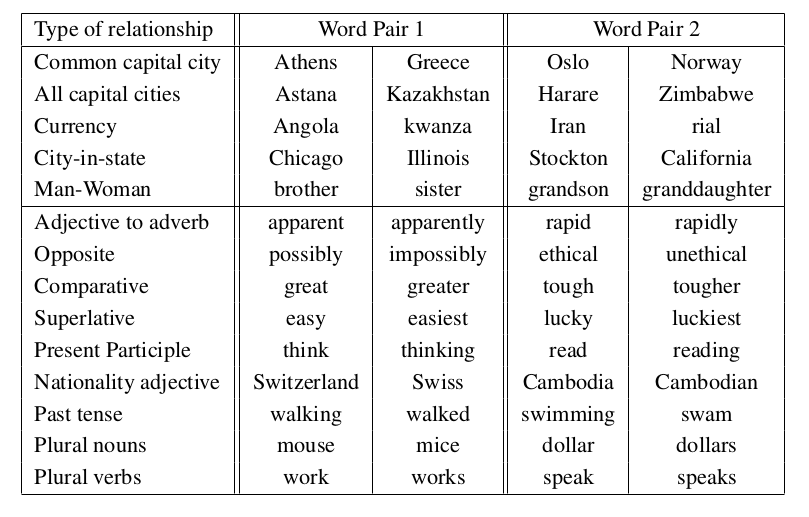 Type of relationship Word Pair 1 Word Pair 2
Common capital city Athens Greece Oslo Norway
All capital cities Astana Kazakhstan Harare Zimbabwe
Currency Angola kwanza Iran rial
City-in-state Chicago Illinois Stockton California
Man-Woman brother sister grandson granddaughter
Adjective to adverb apparent apparently rapid rapidly
Opposite possibly impossibly ethical unethical
Comparative great greater tough tougher
Superlative easy easiest lucky luckiest
Present Participle think thinking read reading
Nationality adjective Switzerland Swiss Cambodia Cambodian
Past tense walking walked swimming swam
Plural nouns mouse mice dollar dollars
Plural verbs work works speak speaks